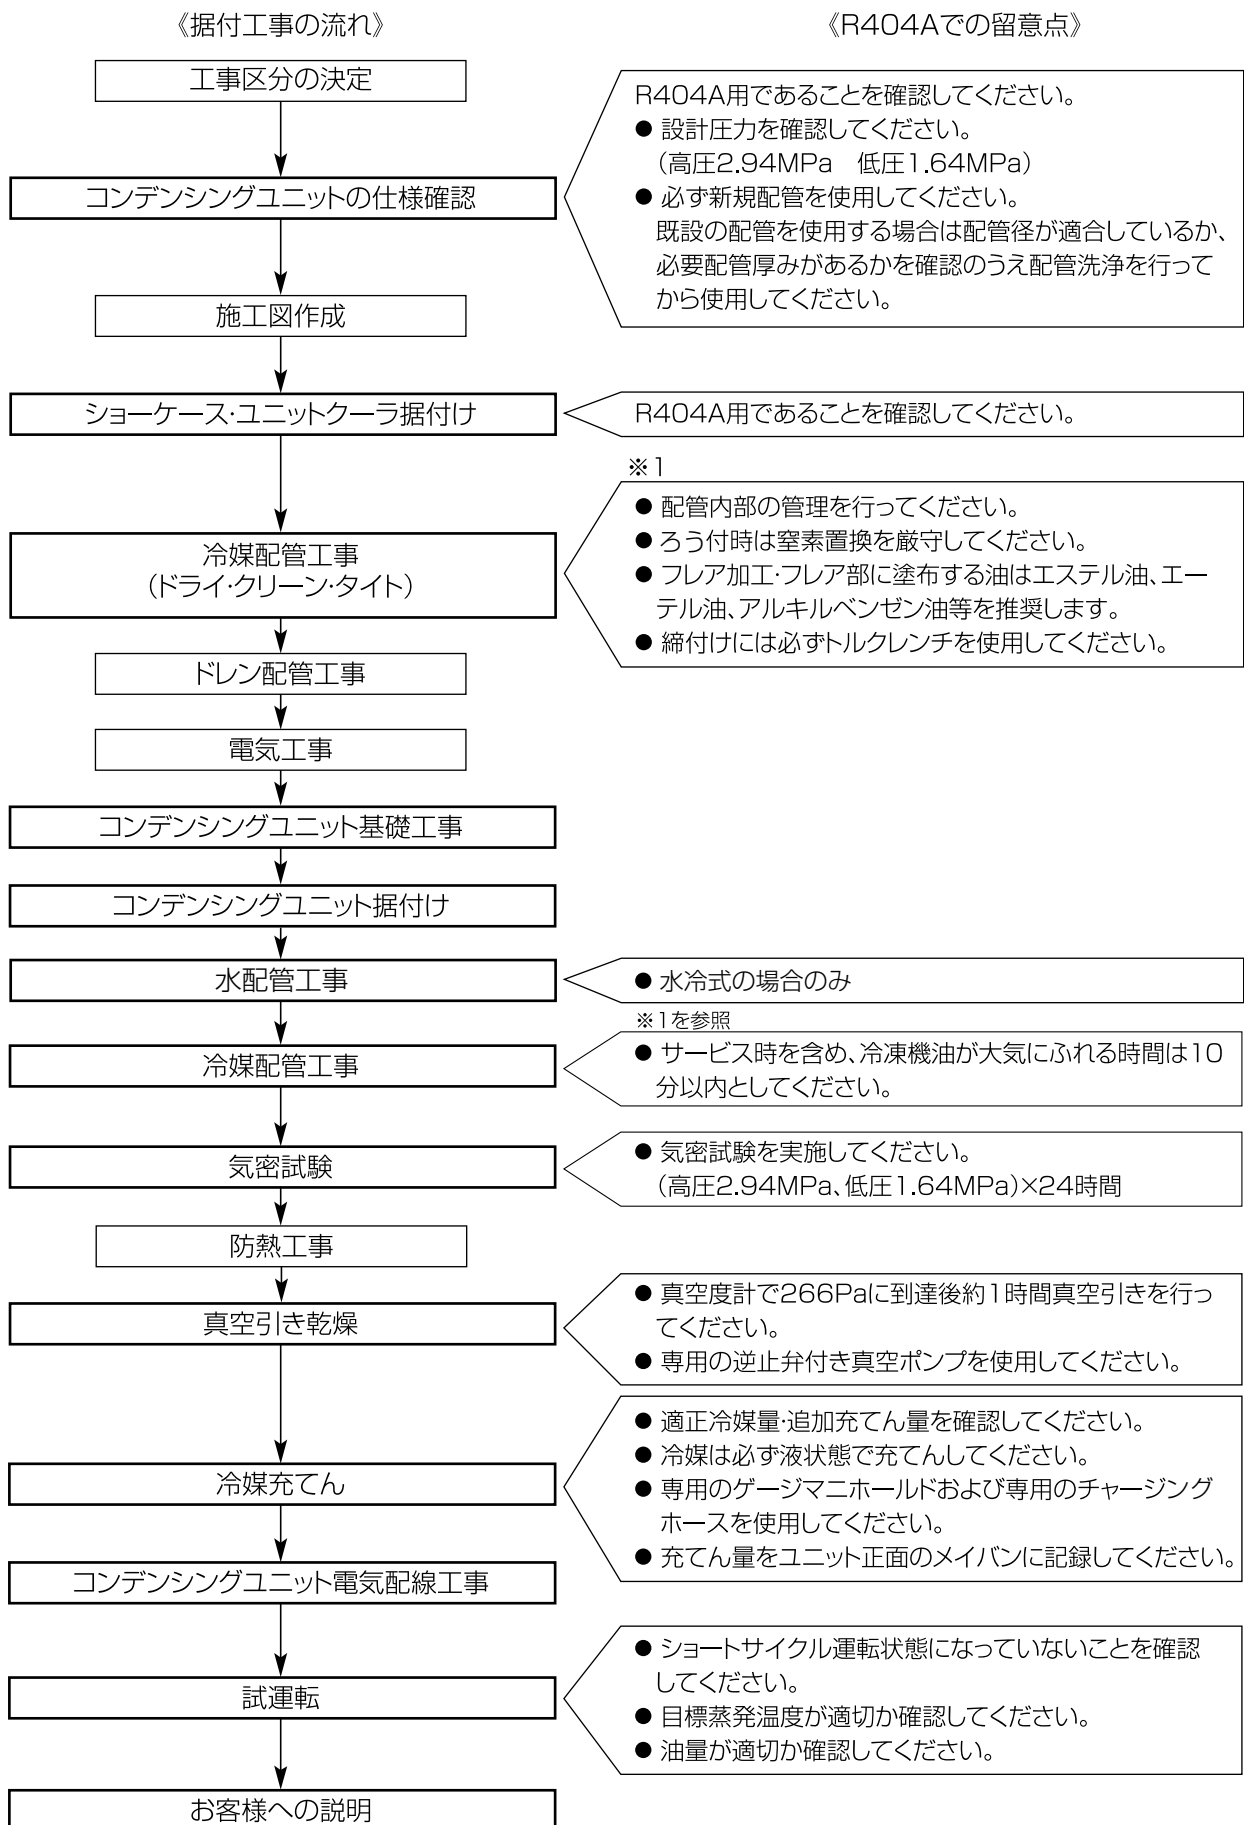 《据付工事の流れ》
《R404Aでの留意点》
工事区分の決定
R404A用であることを確認してください。
● 設計圧力を確認してください。
(高圧2.94MPa 低圧1.64MPa)
コンデンシングユニットの仕様確認
● 必ず新規配管を使用してください。
既設の配管を使用する場合は配管径が適合しているか、
必要配管厚みがあるかを確認のうえ配管洗浄を行って
から使用してください。
施工図作成
ショーケース・ユニットクーラ据付け
R404A用であることを確認してください。
※1
● 配管内部の管理を行ってください。
● ろう付時は窒素置換を厳守してください。
● フレア加工・フレア部に塗布する油はエステル油、エー
テル油、アルキルベンゼン油等を推奨します。
● 締付けには必ずトルクレンチを使用してください。
冷媒配管工事
(ドライ・クリーン・タイト)
ドレン配管工事
電気工事
コンデンシングユニット基礎工事
コンデンシングユニット据付け
水配管工事
● 水冷式の場合のみ
※1を参照
冷媒配管工事
● サービス時を含め、冷凍機油が大気にふれる時間は10
分以内としてください。
気密試験
● 気密試験を実施してください。
(高圧2.94MPa、低圧1.64MPa)×24時間
防熱工事
真空引き乾燥
● 真空度計で266Paに到達後約1時間真空引きを行っ
てください。
● 専用の逆止弁付き真空ポンプを使用してください。
冷媒充てん
● 適正冷媒量・追加充てん量を確認してください。
● 冷媒は必ず液状態で充てんしてください。
● 専用のゲージマニホールドおよび専用のチャージング
ホースを使用してください。
● 充てん量をユニット正面のメイバンに記録してください。
コンデンシングユニット電気配線工事
試運転
● ショートサイクル運転状態になっていないことを確認
してください。
● 目標蒸発温度が適切か確認してください。
● 油量が適切か確認してください。
お客様への説明